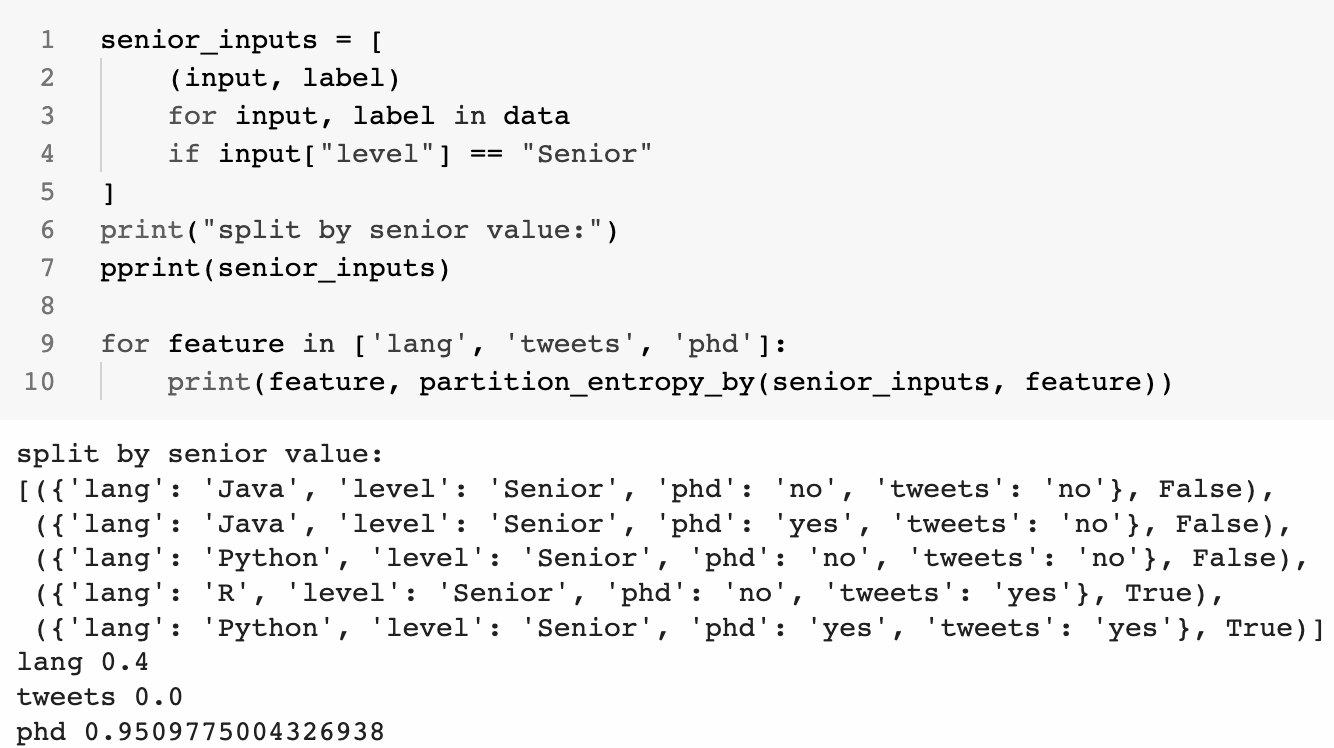 1 senior_inputs = [
2     (input, label)
3     for input, label in data
4     if input["level"] == "Senior"
5 ]
6 print("split by senior value:")
7 pprint(senior_inputs)
8
9 for feature in ['lang', 'tweets', 'phd']:
10     print(feature, partition_entropy_by(senior_inputs, feature))
split by senior value:
[({'lang': 'Java', 'level': 'Senior', 'phd': 'no', 'tweets': 'no'}, False),
 ({'lang': 'Java', 'level': 'Senior', 'phd': 'yes', 'tweets': 'no'}, False),
 ({'lang': 'Python', 'level': 'Senior', 'phd': 'no', 'tweets': 'no'}, False),
 ({'lang': 'R', 'level': 'Senior', 'phd': 'no', 'tweets': 'yes'}, True),
 ({'lang': 'Python', 'level': 'Senior', 'phd': 'yes', 'tweets': 'yes'}, True)]
lang 0.4
tweets 0.0
phd 0.9509775004326938